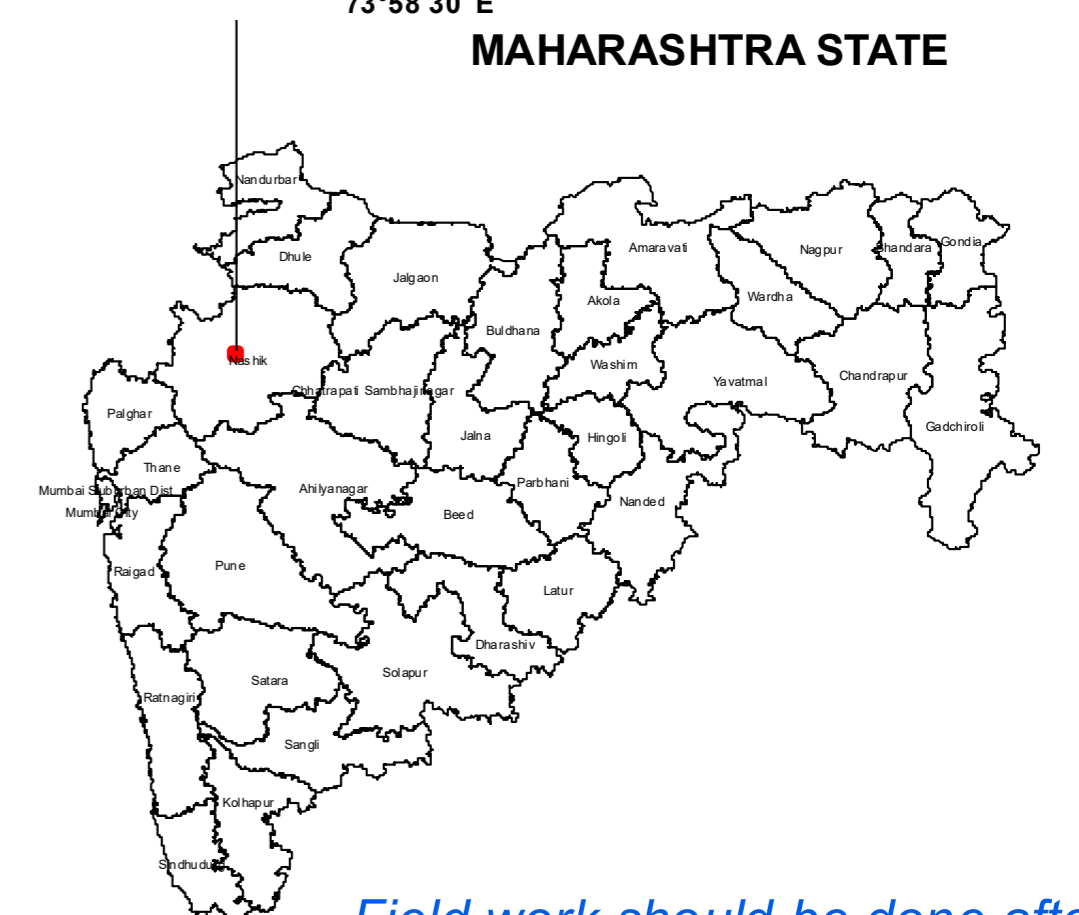 73°58'30" E
MAHARASHTRA STATE
Nandurbar
Dhule
Jalgaon
Amaravati
Nagpur
Bhandara
Gondia
Akola
Wardha
Buldhana
Nashik
Washim
Yavatmal
Chandrapur
Chhatrapati Sambhajinagar
Palghar
Jalna
Hingoli
Gadchiroli
Thane
Mumbai Suburban Dist
Ahilyanagar
Parbhani
Nanded
Mumbai City
Beed
Raigad
Pune
Latur
Dharashiv
Satara
Solapur
Ratnagiri
Sangli
Kolhapur
Sindhudurg
Field work should be done afte